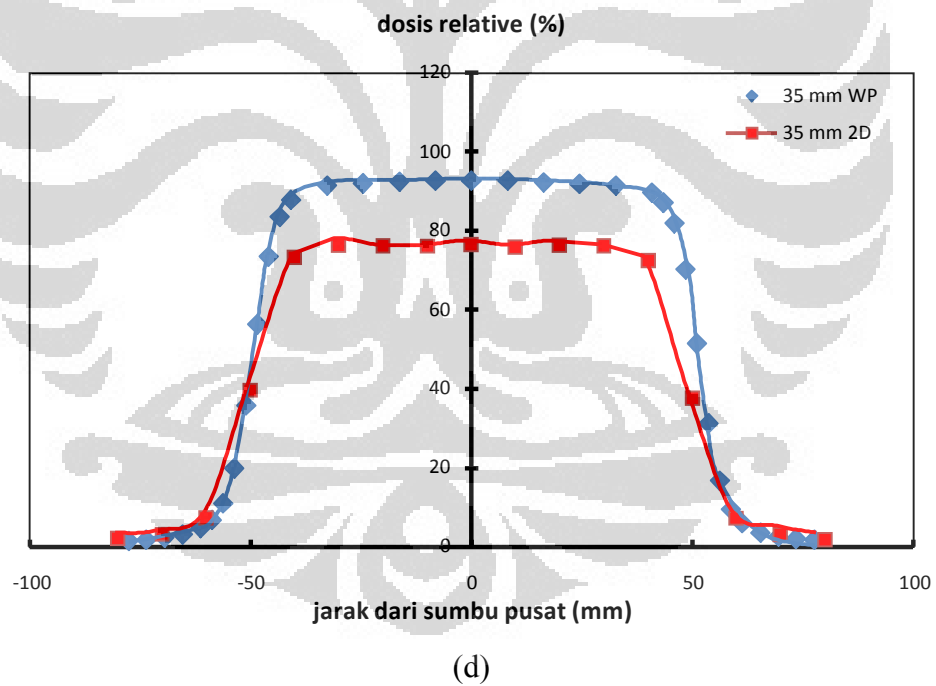 dosis relative (%)
120
35 mm WP
35 mm 2D
100
80
60
40
20
0
-100 -50 0 50 100
jarak dari sumbu pusat (mm)
(d)